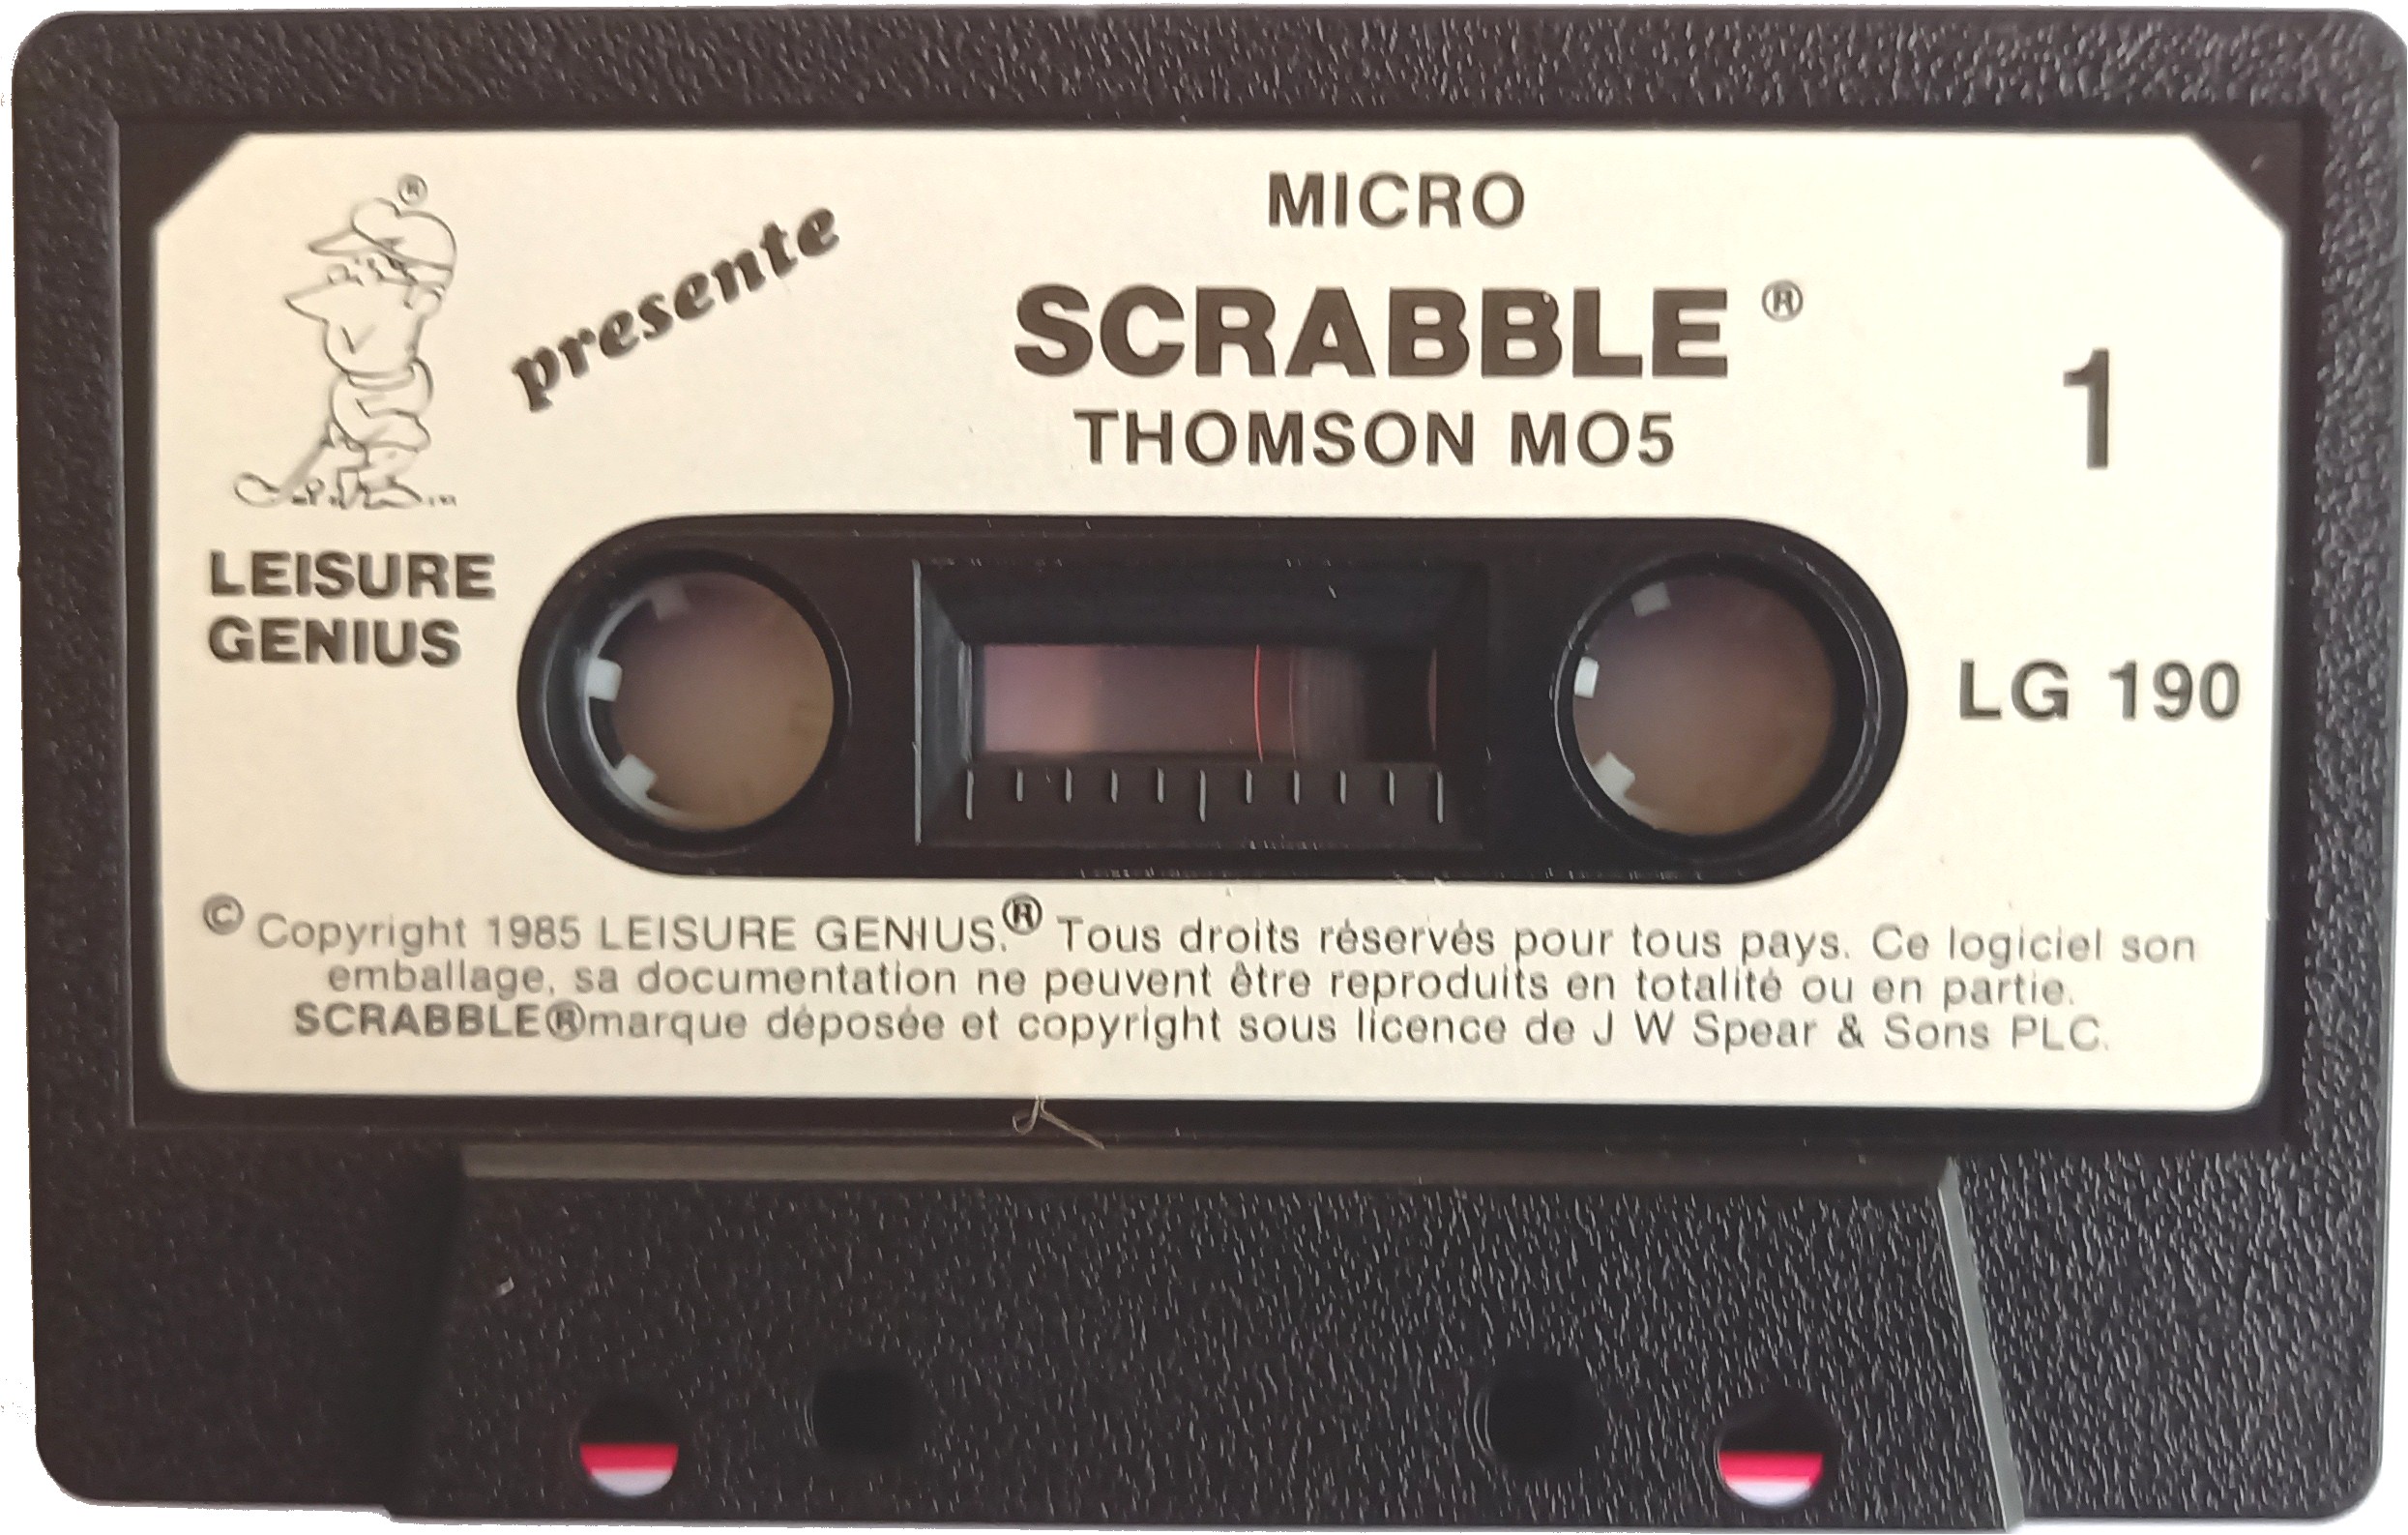 ®
presente
MICRO
SCRABBLE ®
THOMSON MO5
1
LEISURE
GENIUS
LG 190
© Copyright 1985 LEISURE GENIUS.® Tous droits réservés pour tous pays. Ce logiciel son
emballage, sa documentation ne peuvent être reproduits en totalité ou en partie.
SCRABBLE®marque déposée et copyright sous licence de J W Spear & Sons PLC.